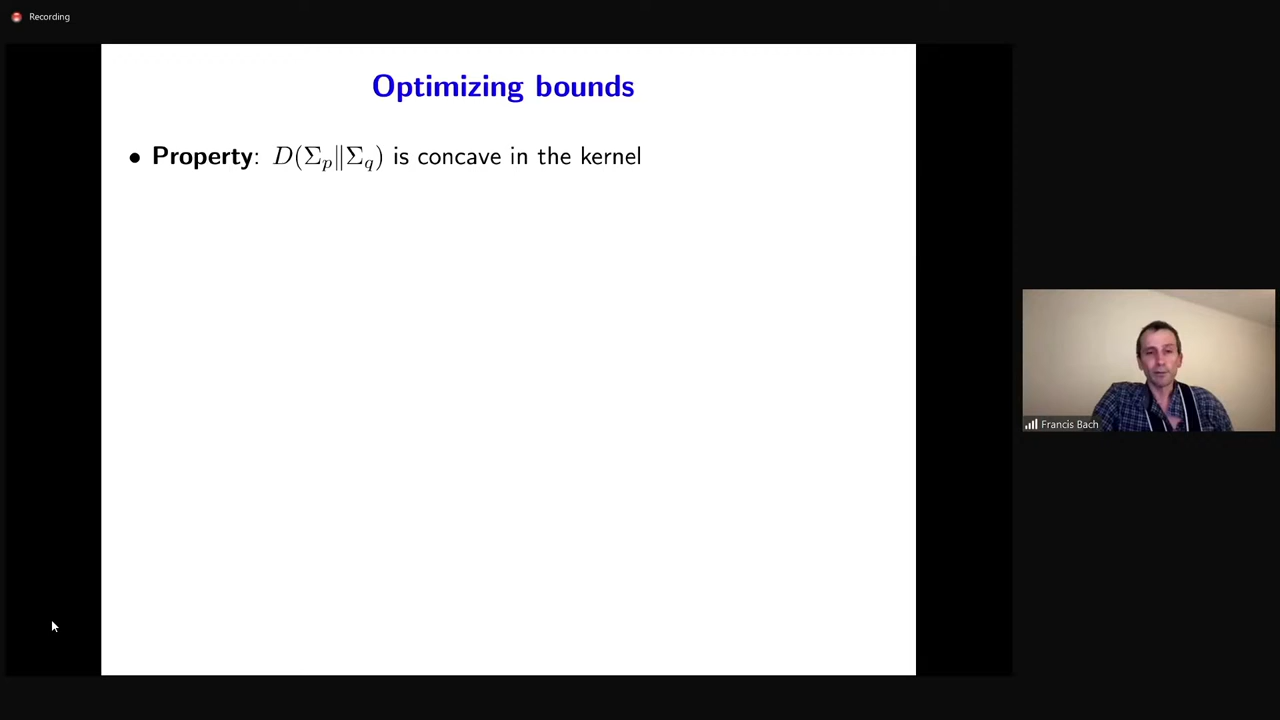 Recording
Optimizing bounds
• Property: D(Σ_p‖Σ_q) is concave in the kernel
Francis Bach